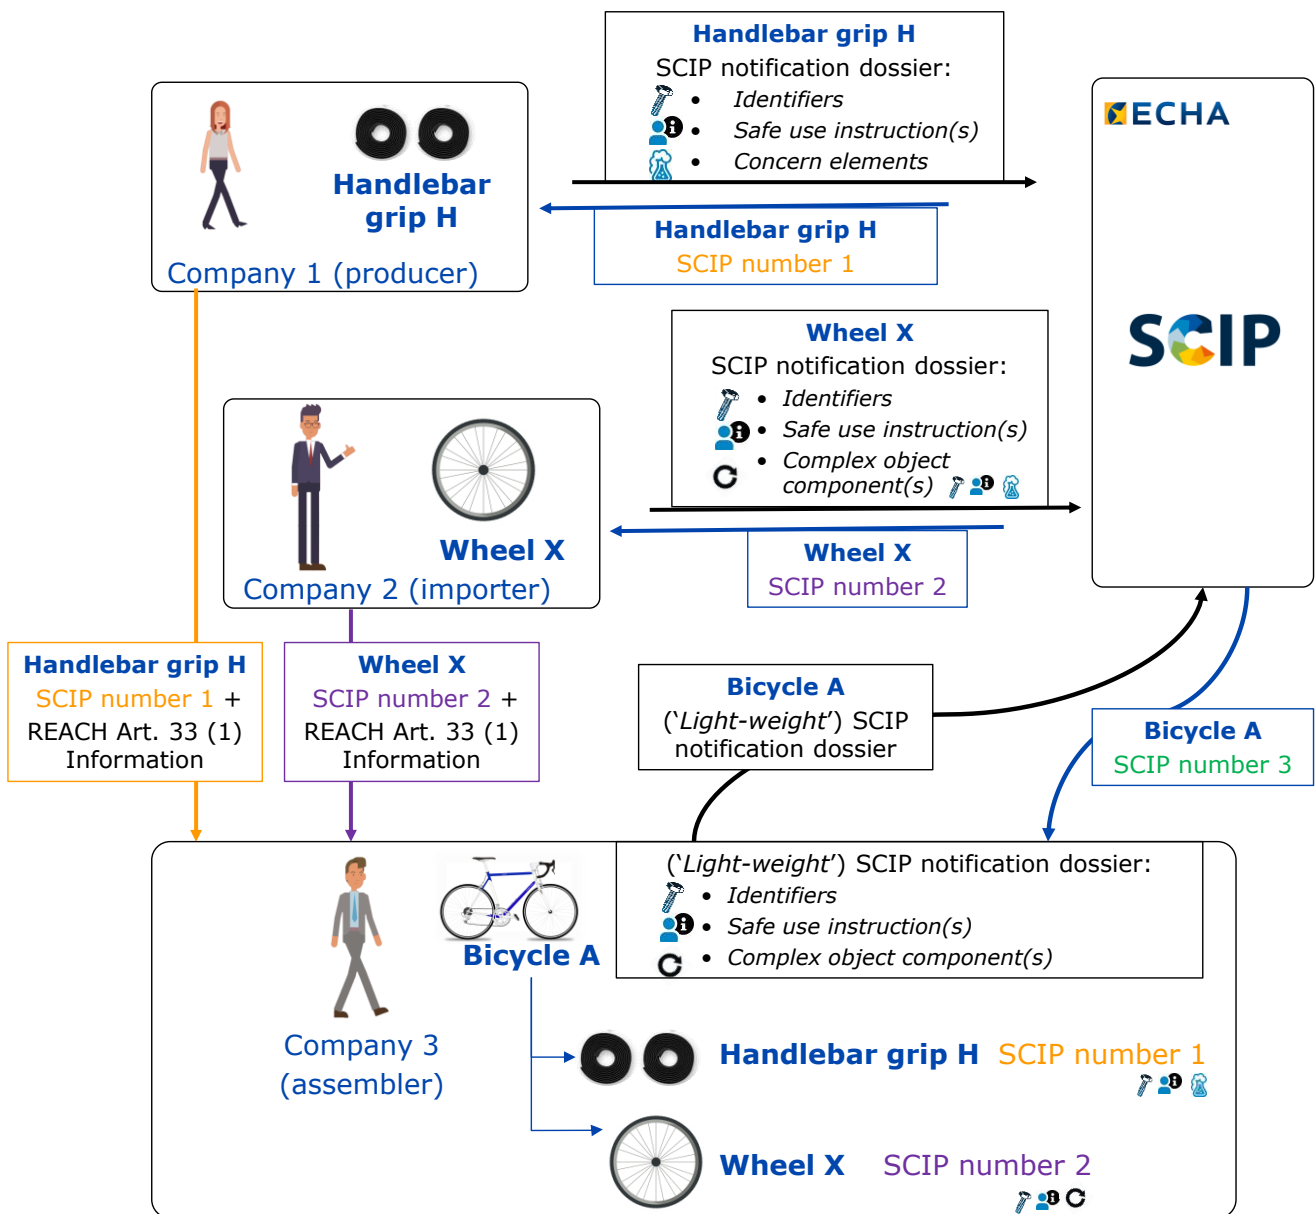 Handlebar grip H
SCIP notification dossier:
• Identifiers
• Safe use instruction(s)
• Concern elements
ECHA
SCIP
Handlebar
grip H
Company 1 (producer)
Handlebar grip H
SCIP number 1
Wheel X
SCIP notification dossier:
• Identifiers
• Safe use instruction(s)
• Complex object
component(s)
Wheel X
Company 2 (importer)
Wheel X
SCIP number 2
Handlebar grip H
SCIP number 1 +
REACH Art. 33 (1)
Information
Wheel X
SCIP number 2 +
REACH Art. 33 (1)
Information
Bicycle A
(‘Light-weight’) SCIP
notification dossier
Bicycle A
SCIP number 3
(‘Light-weight’) SCIP notification dossier:
• Identifiers
• Safe use instruction(s)
• Complex object component(s)
Bicycle A
Company 3
(assembler)
Handlebar grip H SCIP number 1
Wheel X SCIP number 2